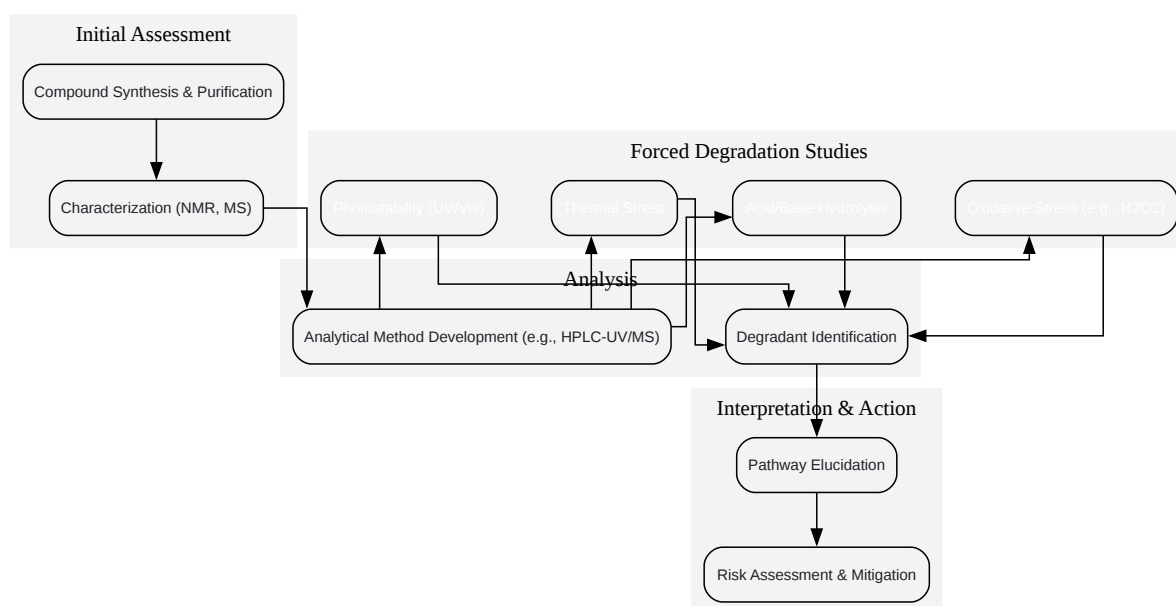 Initial Assessment
Compound Synthesis & Purification
Characterization (NMR, MS)
Forced Degradation Studies
Photostability (UV/Vis)
Thermal Stress
Acid/Base Hydrolysis
Oxidative Stress (e.g., H2O2)
Analysis
Analytical Method Development (e.g., HPLC-UV/MS)
Degradant Identification
Interpretation & Action
Pathway Elucidation
Risk Assessment & Mitigation